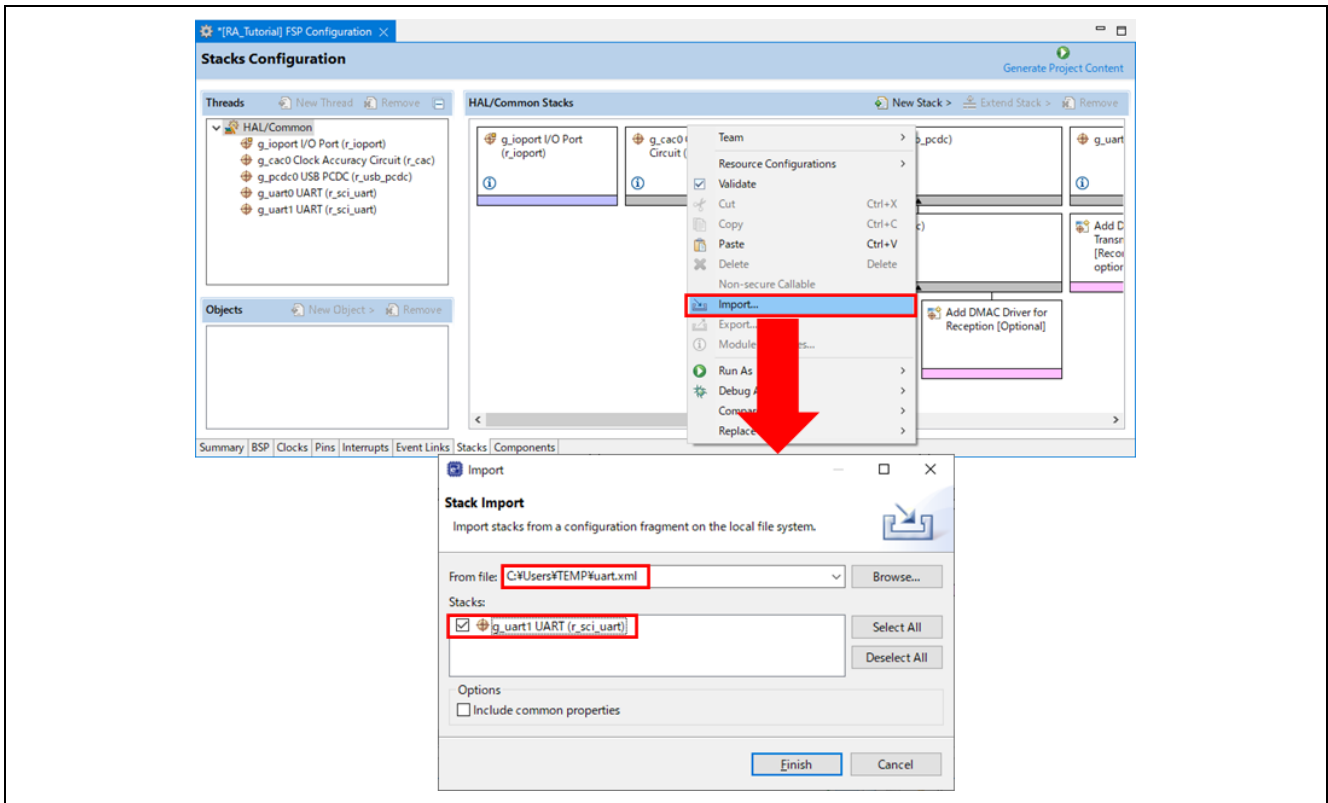 *[RA_Tutorial] FSP Configuration
Stacks Configuration
Generate Project Content
Threads
New Thread
Remove
HAL/Common Stacks
New Stack >
Extend Stack >
Remove
HAL/Common
g_ioport I/O Port (r_ioport)
g_cac0 Clock Accuracy Circuit (r_cac)
g_pcdc0 USB PCDC (r_usb_pcdc)
g_uart0 UART (r_sci_uart)
g_uart1 UART (r_sci_uart)
Objects
New Object >
Remove
g_ioport I/O Port
(r_ioport)
g_cac0
Circuit (
b_pcdc)
g_uart
c)
Add D
Transr
[Recor
option
Add DMAC Driver for
Reception [Optional]
Team
Resource Configurations
Validate
Cut Ctrl+X
Copy Ctrl+C
Paste Ctrl+V
Delete Delete
Non-secure Callable
Import...
Export...
Module
Run As
Debug A
Compar
Replace
Summary BSP Clocks Pins Interrupts Event Links Stacks Components
Import
Stack Import
Import stacks from a configuration fragment on the local file system.
From file: C:¥Users¥TEMP¥uart.xml
Browse...
Stacks:
g_uart1 UART (r_sci_uart)
Select All
Deselect All
Options
Include common properties
Finish
Cancel